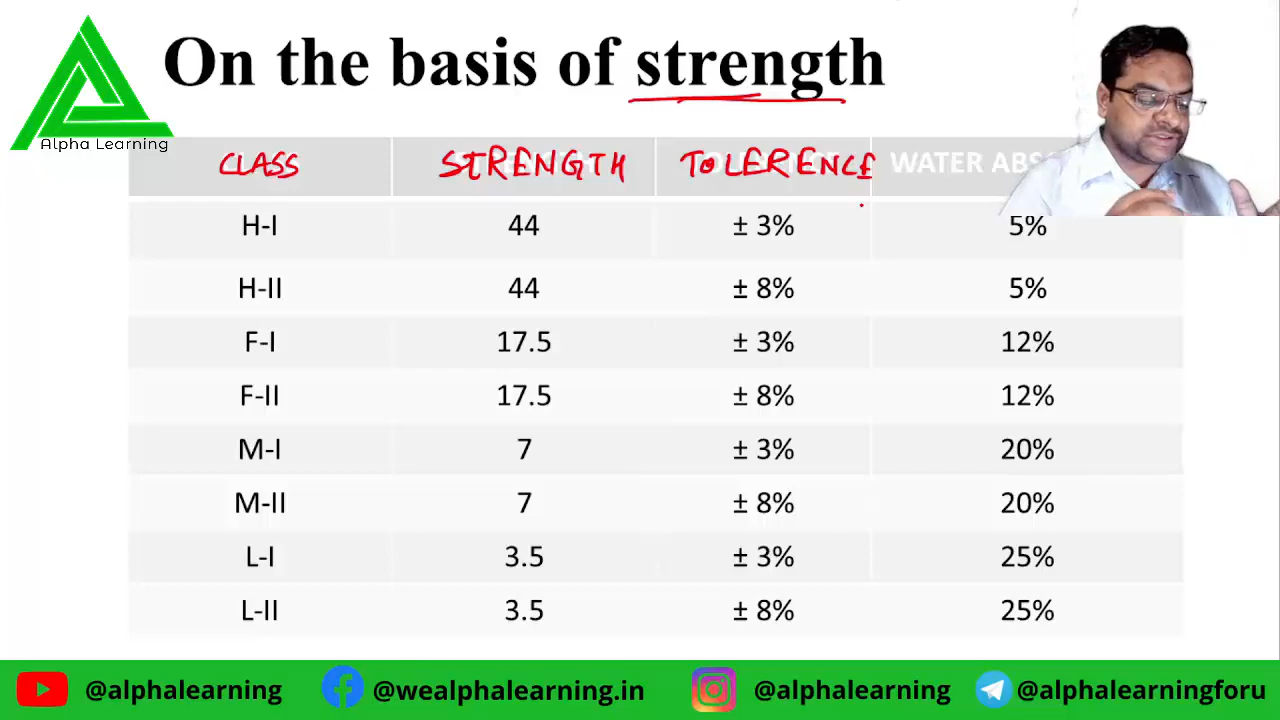 On the basis of strength
Alpha Learning
CLASS STRENGTH TOLERENCE WATER
H-I 44 ± 3% 5%
H-II 44 ± 8% 5%
F-I 17.5 ± 3% 12%
F-II 17.5 ± 8% 12%
M-I 7 ± 3% 20%
M-II 7 ± 8% 20%
L-I 3.5 ± 3% 25%
L-II 3.5 ± 8% 25%
@alphalearning @wealphalearning.in @alphalearning @alphalearningforu